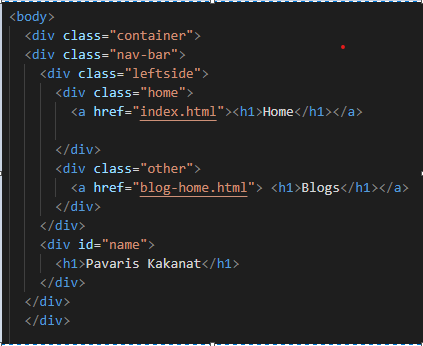 <body>
<div class="container">
<div class="nav-bar">
<div class="leftside">
<div class="home">
<a href="index.html"><h1>Home</h1></a>
</div>
<div class="other">
<a href="blog-home.html"> <h1>Blogs</h1></a>
</div>
</div>
<div id="name">
<h1>Pavaris Kakanat</h1>
</div>
</div>
</div>